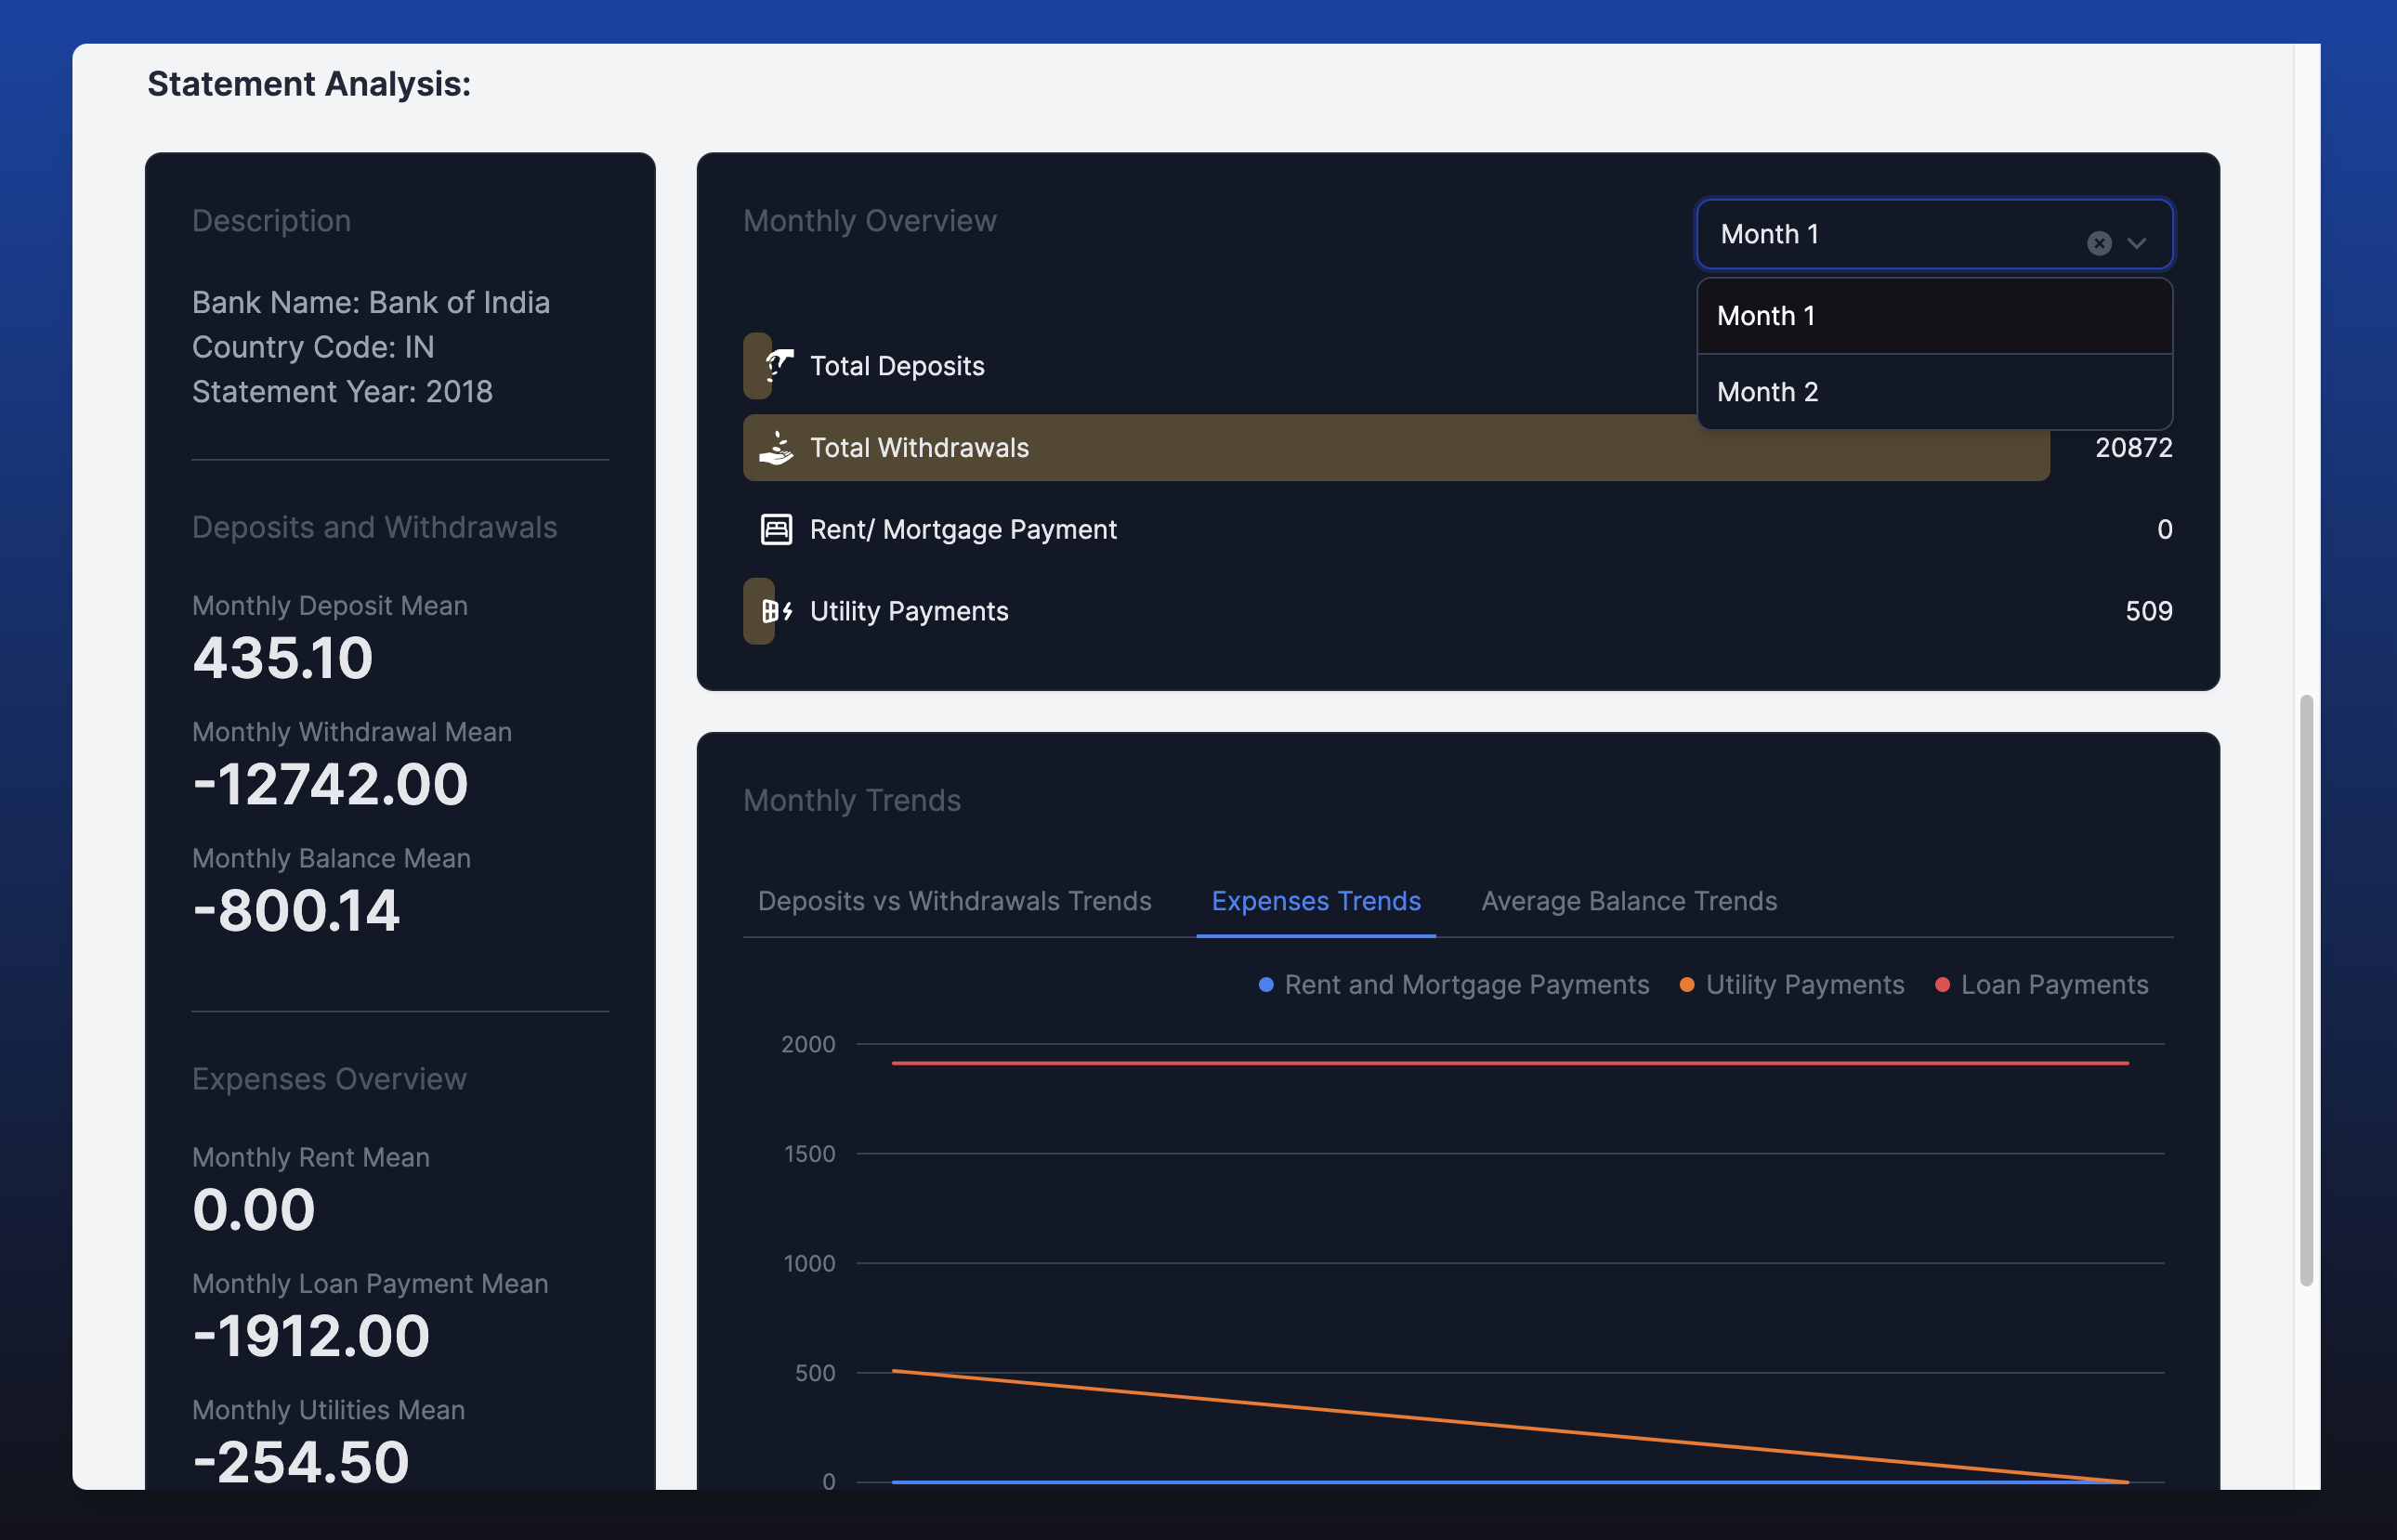 Statement Analysis:
Description
Bank Name: Bank of India
Country Code: IN
Statement Year: 2018
Deposits and Withdrawals
Monthly Deposit Mean
435.10
Monthly Withdrawal Mean
-12742.00
Monthly Balance Mean
-800.14
Expenses Overview
Monthly Rent Mean
0.00
Monthly Loan Payment Mean
-1912.00
Monthly Utilities Mean
-254.50
Monthly Overview
Month 1
Month 1
Month 2
Total Deposits
Total Withdrawals 20872
Rent/ Mortgage Payment 0
Utility Payments 509
Monthly Trends
Deposits vs Withdrawals Trends Expenses Trends Average Balance Trends
Rent and Mortgage Payments Utility Payments Loan Payments
2000
1500
1000
500
0